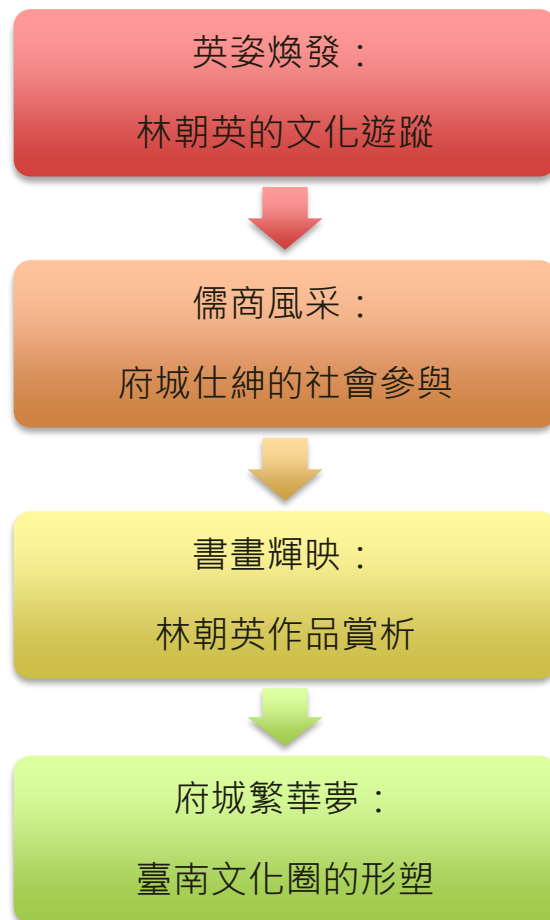 英姿煥發：
林朝英的文化遊蹤
儒商風采：
府城仕紳的社會參與
書畫輝映：
林朝英作品賞析
府城繁華夢：
臺南文化圈的形塑